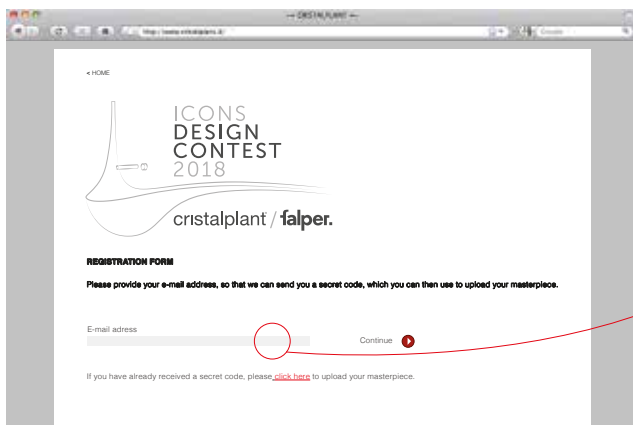 — CRISTALPLANT —
< HOME
ICONS
DESIGN
CONTEST
2018
cristalplant / falper.
REGISTRATION FORM
Please provide your e-mail address, so that we can send you a secret code, which you can then use to upload your masterpiece.
E-mail adress
Continue
If you have already received a secret code, please click here to upload your masterpiece.